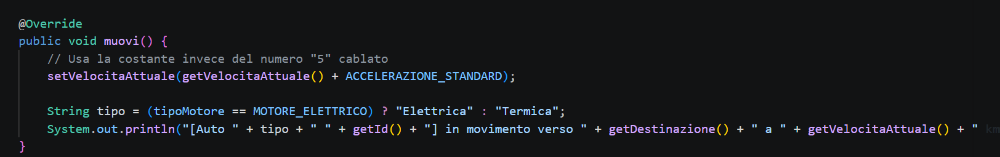 @Override
public void muovi() {
// Usa la costante invece del numero "5" cablato
setVelocitaAttuale(getVelocitaAttuale() + ACCELERAZIONE_STANDARD);
String tipo = (tipoMotore == MOTORE_ELETTRICO) ? "Elettrica" : "Termica";
System.out.println("[Auto " + tipo + " " + getId() + "] in movimento verso " + getDestinazione() + " a " + getVelocitaAttuale() + " km
}